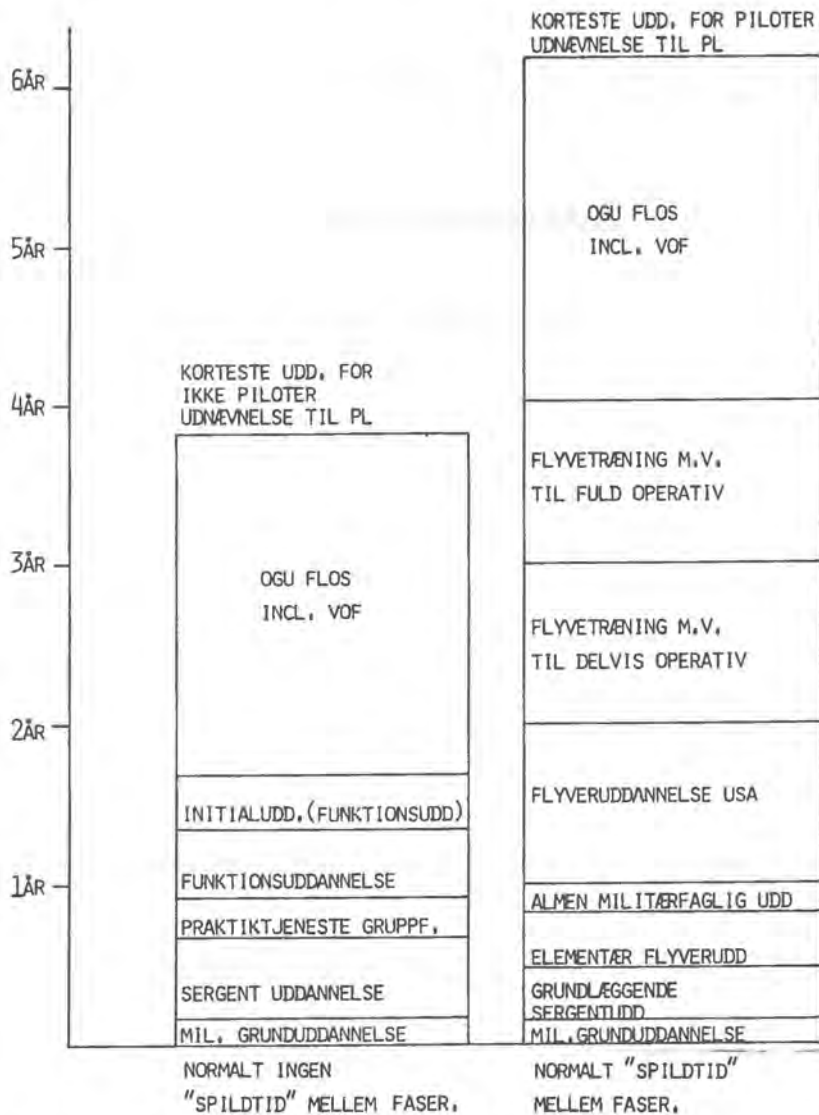 KORTESTE UDD. FOR PILOTER
UDNÆVNELSE TIL PL
6ÅR
OGU FLOS
5ÅR
INCL. VOF
KORTESTE UDD. FOR
IKKE PILOTER
UDNÆVNELSE TIL PL
4ÅR
FLYVETRÆNING M.V.
TIL FULD OPERATIV
3ÅR
OGU FLOS
INCL. VOF
FLYVETRÆNING M.V.
TIL DELVIS OPERATIV
2ÅR
INITIALUDD.(FUNKTIONSUDD)
FLYVERUDDANNELSE USA
1ÅR
FUNKTIONSUDDANNELSE
PRAKTIKTJENESTE GRUPPF.
SERGENT UDDANNELSE
MIL. GRUNDUDDANNELSE
ALMEN MILITÆRFAGLIG UDD
ELEMENTÆR FLYVERUDD
GRUNDLÆGGENDE
SERGENTUDD
MIL.GRUNDUDDANNELSE
NORMALT INGEN
"SPILDTID" MELLEM FASER.
NORMALT "SPILDTID"
MELLEM FASER.